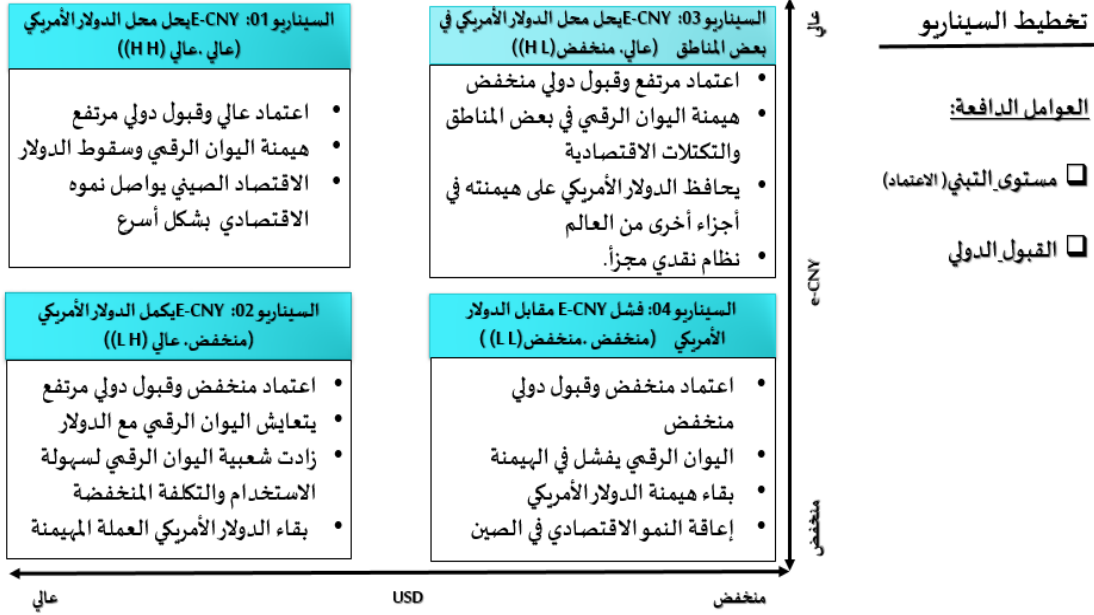 تخطيط السيناريو
العوامل الدافعة:
❑ مستوى التبني( الاعتماد)
❑ القبول الدولي
عالي
e-CNY
منخفض
السيناريو 03: E-CNYيحل محل الدولار الأمريكي في
بعض المناطق (عالي. منخفض(H L))
• اعتماد مرتفع وقبول دولي منخفض
• هيمنة اليوان الرقمي في بعض المناطق
والتكتلات الاقتصادية
• يحافظ الدولار الأمريكي على هيمنته في
أجزاء أخرى من العالم
• نظام نقدي مجزأ.
السيناريو 01: E-CNYيحل محل الدولار الأمريكي
(عالي .عالي (H H))
• اعتماد عالي وقبول دولي مرتفع
• هيمنة اليوان الرقمي وسقوط الدولار
• الاقتصاد الصيني يواصل نموه
الاقتصادي بشكل أسرع
السيناريو 04: فشل E-CNY مقابل الدولار
الأمريكي (منخفض .منخفض(L L) )
• اعتماد منخفض وقبول دولي
منخفض
• اليوان الرقمي يفشل في الهيمنة
• بقاء هيمنة الدولار الأمريكي
• إعاقة النمو الاقتصادي في الصين
السيناريو 02: E-CNYيكمل الدولار الأمريكي
(منخفض. عالي (L H))
• اعتماد منخفض وقبول دولي مرتفع
• يتعايش اليوان الرقمي مع الدولار
• زادت شعبية اليوان الرقمي لسهولة
الاستخدام والتكلفة المنخفضة
• بقاء الدولار الأمريكي العملة المهيمنة
منخفض
USD
عالي